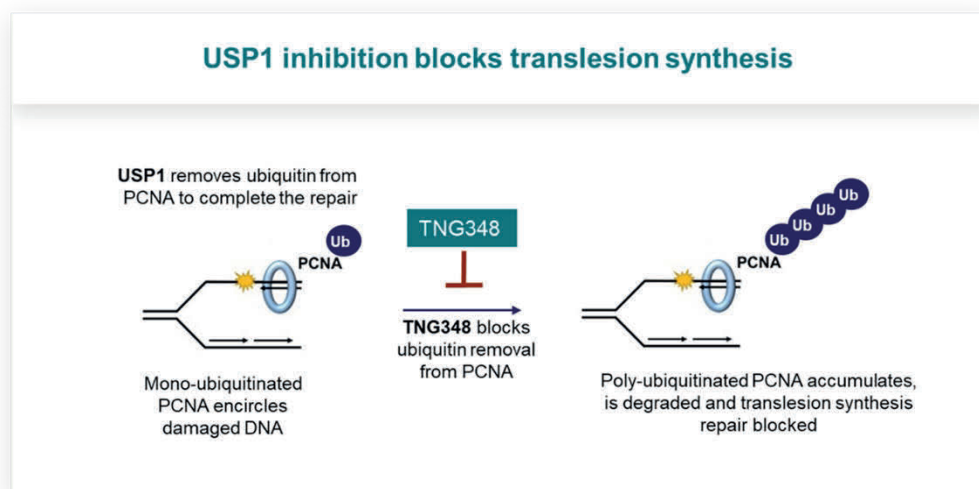 USP1 inhibition blocks translesion synthesis
USP1 removes ubiquitin from
PCNA to complete the repair
Ub
PCNA
Mono-ubiquitinated
PCNA encircles
damaged DNA
TNG348
TNG348 blocks
ubiquitin removal
from PCNA
Ub
Ub
Ub
Ub
PCNA
Poly-ubiquitinated PCNA accumulates,
is degraded and translesion synthesis
repair blocked